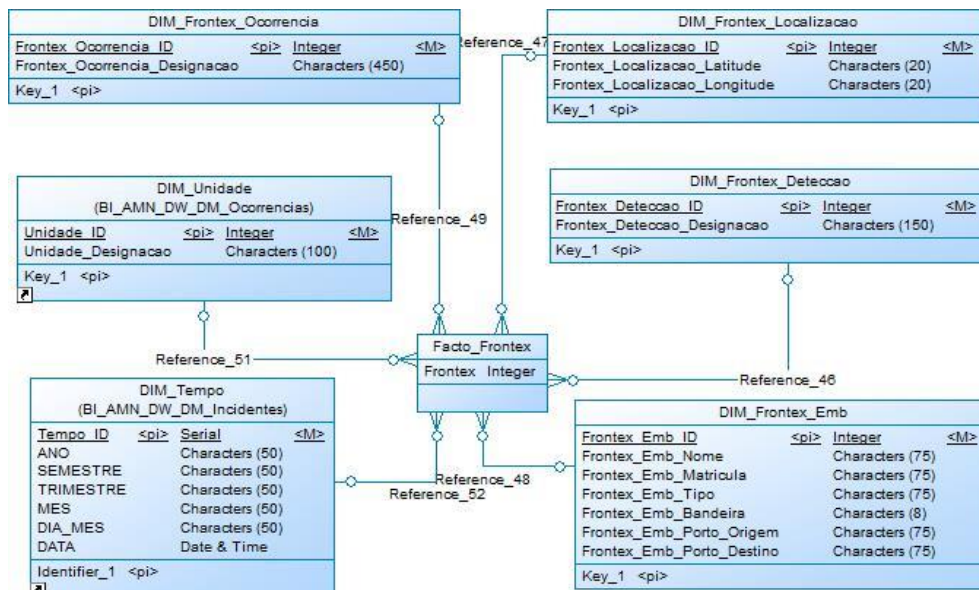 DIM_Frontex_Ocorrencia
Frontex_Ocorrencia_ID <pi> Integer <M>
Frontex_Ocorrencia_Designacao Characters (450)
Key_1 <pi>
Reference_47
DIM_Frontex_Localizacao
Frontex_Localizacao_ID <pi> Integer <M>
Frontex_Localizacao_Latitude Characters (20)
Frontex_Localizacao_Longitude Characters (20)
Key_1 <pi>
DIM_Unidade
(BI_AMN_DW_DM_Ocorrencias)
Unidade_ID <pi> Integer <M>
Unidade_Designacao Characters (100)
Key_1 <pi>
Reference_49
DIM_Frontex_Deteccao
Frontex_Deteccao_ID <pi> Integer <M>
Frontex_Deteccao_Designacao Characters (150)
Key_1 <pi>
Reference_51
Facto_Frontex
Frontex Integer
Reference_46
DIM_Tempo
(BI_AMN_DW_DM_Incidentes)
Tempo_ID <pi> Serial <M>
ANO Characters (50)
SEMESTRE Characters (50)
TRIMESTRE Characters (50)
MES Characters (50)
DIA_MES Characters (50)
DATA Date & Time
Identifier_1 <pi>
Reference_48
Reference_52
DIM_Frontex_Emb
Frontex_Emb_ID <pi> Integer <M>
Frontex_Emb_Nome Characters (75)
Frontex_Emb_Matricula Characters (75)
Frontex_Emb_Tipo Characters (75)
Frontex_Emb_Bandeira Characters (8)
Frontex_Emb_Porto_Origem Characters (75)
Frontex_Emb_Porto_Destino Characters (75)
Key_1 <pi>